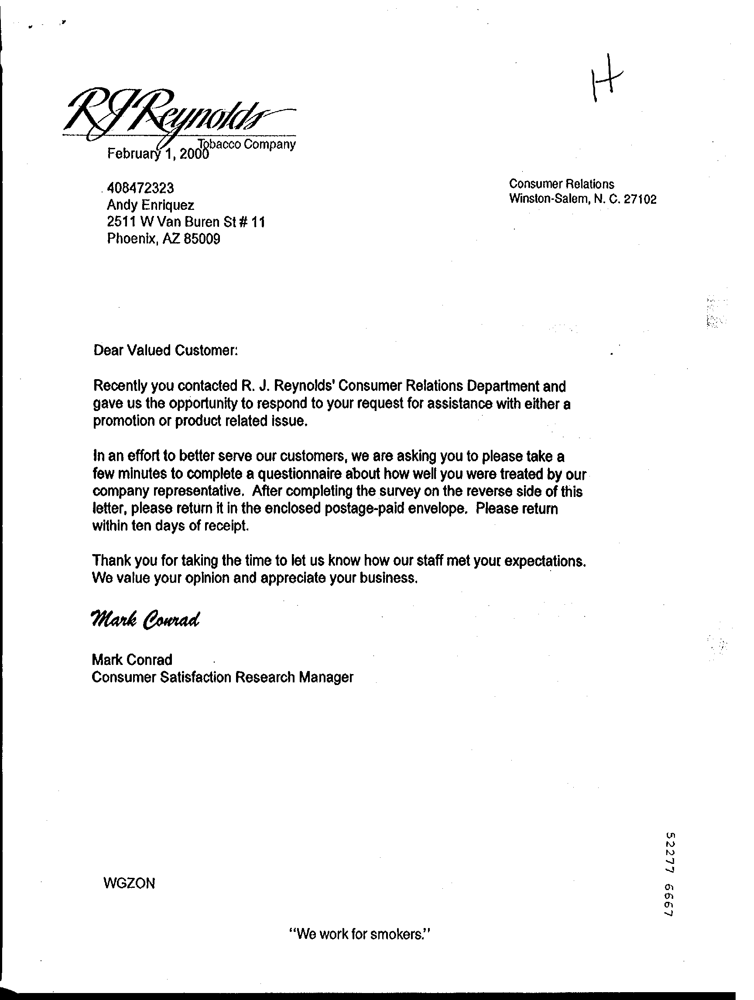 H
RJReynolds
Tobacco Company
February 1, 2000
408472323
Andy Enriquez
2511 W Van Buren St # 11
Phoenix, AZ 85009
Consumer Relations
Winston-Salem, N. C. 27102
Dear Valued Customer:
Recently you contacted R. J. Reynolds' Consumer Relations Department and
gave us the opportunity to respond to your request for assistance with either a
promotion or product related issue.
In an effort to better serve our customers, we are asking you to please take a
few minutes to complete a questionnaire about how well you were treated by our
company representative. After completing the survey on the reverse side of this
letter, please return it in the enclosed postage-paid envelope. Please return
within ten days of receipt.
Thank you for taking the time to let us know how our staff met your expectations.
We value your opinion and appreciate your business.
Mark Conrad
Mark Conrad
Consumer Satisfaction Research Manager
52277 6667
WGZON
"We work for smokers."